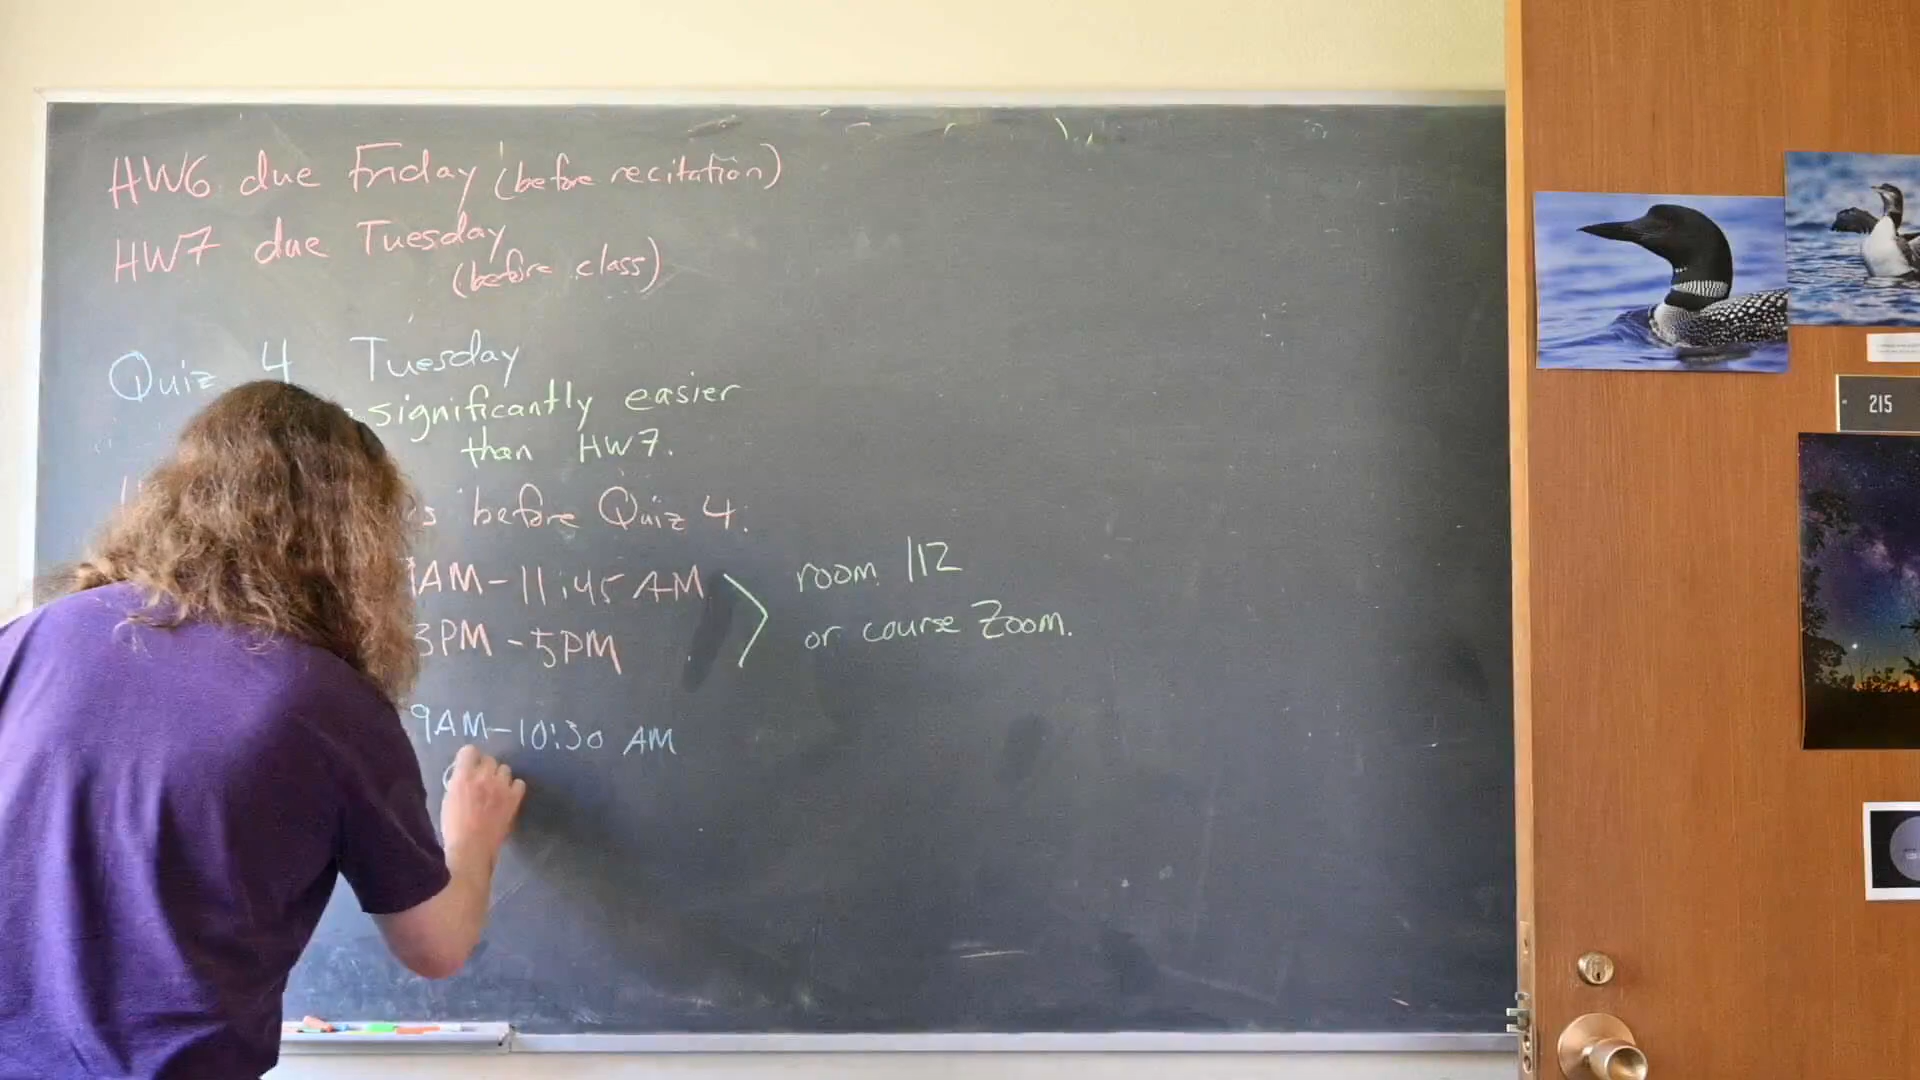 HW6 due Friday (before recitation)
HW7 due Tuesday
(before class)
Quiz 4 Tuesday
significantly easier
than HW7.
before Quiz 4:
AM-11:45 AM
3PM-5PM
room 112
or course Zoom.
9AM-10:30 AM
215